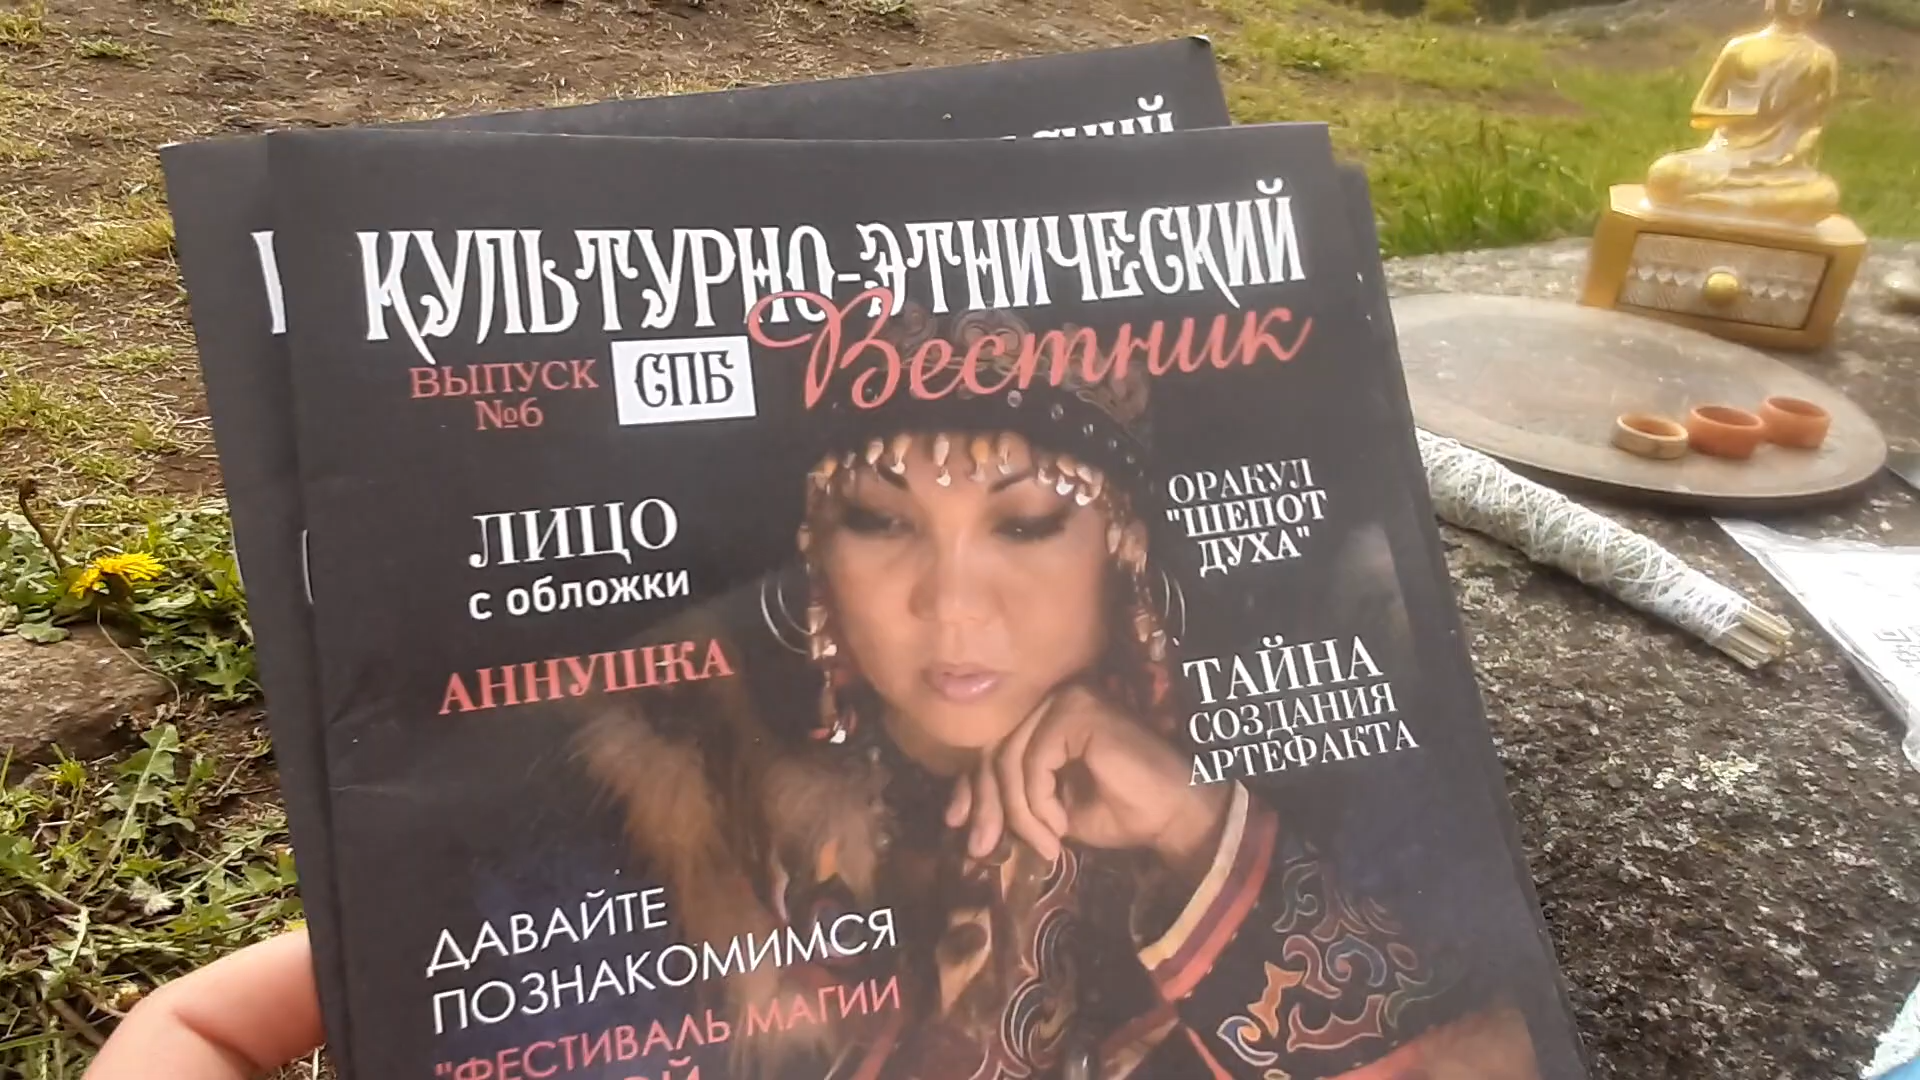 КУЛЬТУРНО-ЭТНИЧЕСКИЙ
Вестник
ВЫПУСК
№6
СПБ
ЛИЦО
с обложки
АННУШКА
ОРАКУЛ
"ШЕПОТ
ДУХА"
ТАЙНА
СОЗДАНИЯ
АРТЕФАКТА
ДАВАЙТЕ
ПОЗНАКОМИМСЯ
"ФЕСТИВАЛЬ МАГИИ